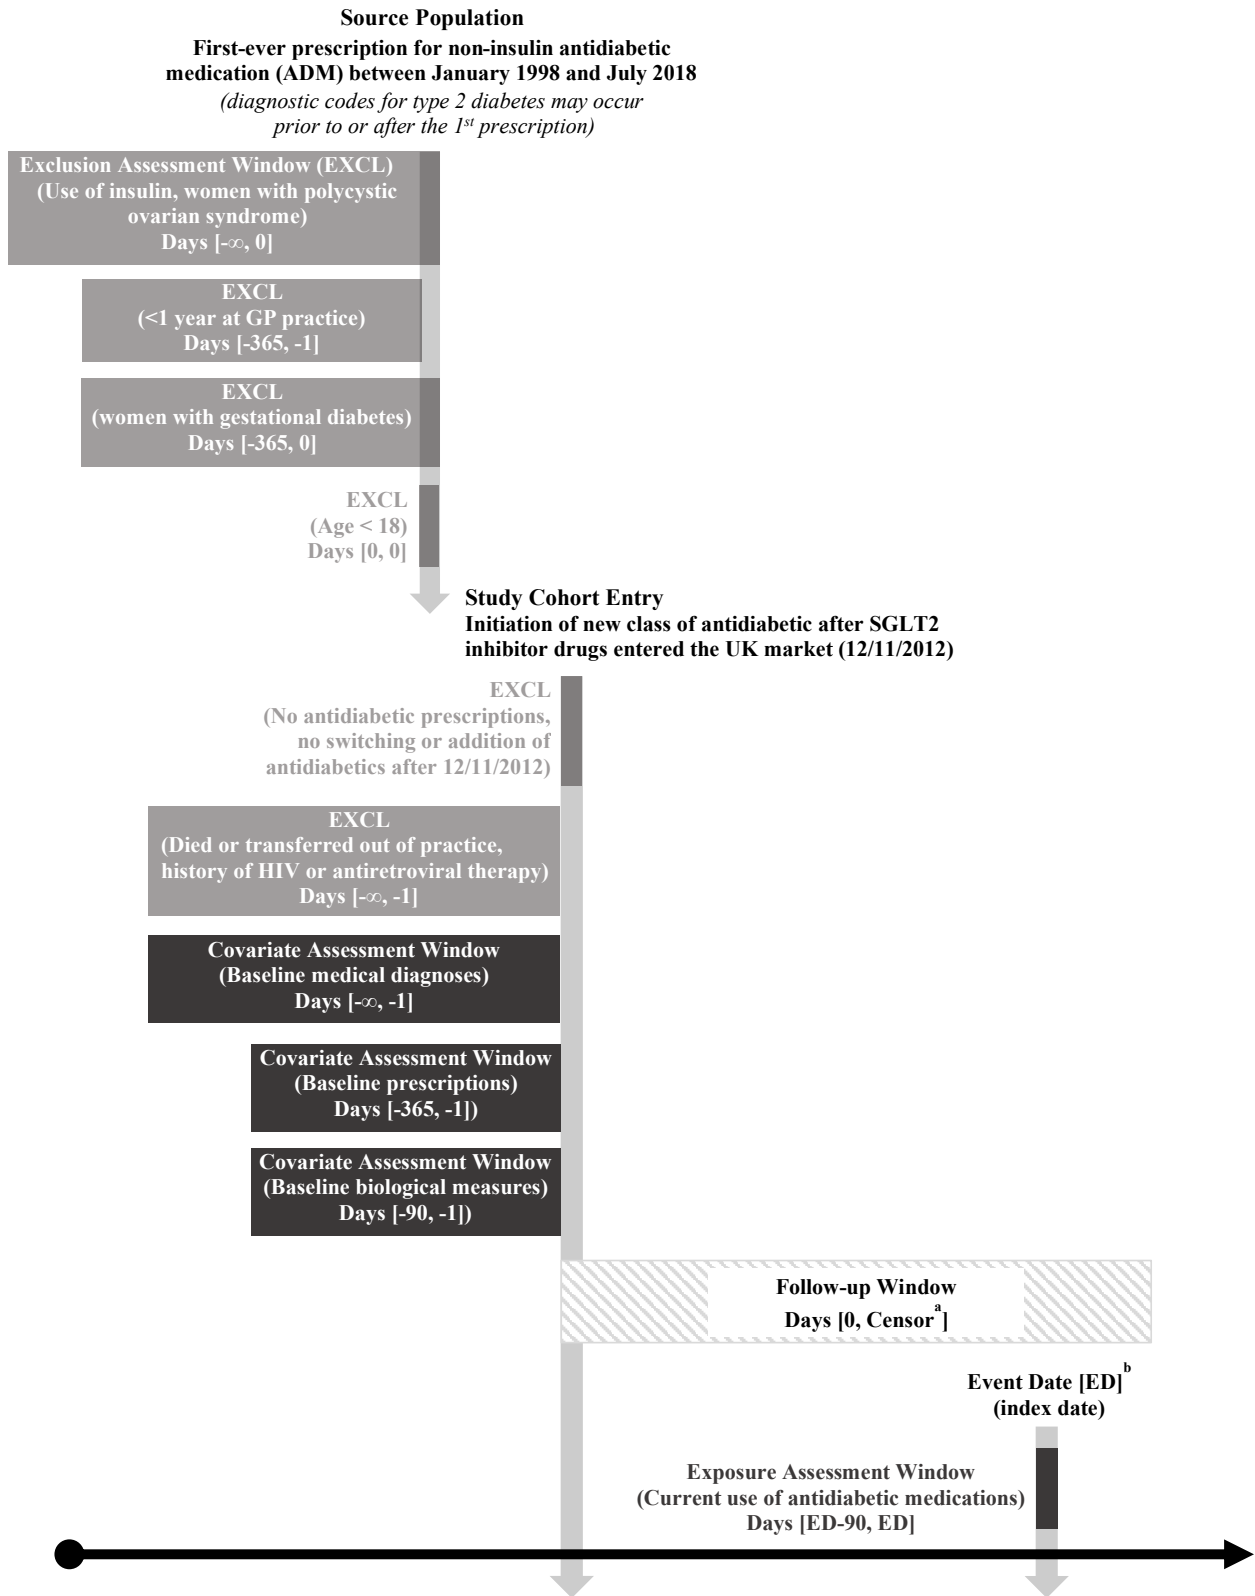 Source Population
First-ever prescription for non-insulin antidiabetic
medication (ADM) between January 1998 and July 2018
(diagnostic codes for type 2 diabetes may occur
prior to or after the 1st prescription)
Exclusion Assessment Window (EXCL)
(Use of insulin, women with polycystic
ovarian syndrome)
Days [-∞, 0]
EXCL
(<1 year at GP practice)
Days [-365, -1]
EXCL
(women with gestational diabetes)
Days [-365, 0]
EXCL
(Age < 18)
Days [0, 0]
Study Cohort Entry
Initiation of new class of antidiabetic after SGLT2
inhibitor drugs entered the UK market (12/11/2012)
EXCL
(No antidiabetic prescriptions,
no switching or addition of
antidiabetics after 12/11/2012)
EXCL
(Died or transferred out of practice,
history of HIV or antiretroviral therapy)
Days [-∞, -1]
Covariate Assessment Window
(Baseline medical diagnoses)
Days [-∞, -1]
Covariate Assessment Window
(Baseline prescriptions)
Days [-365, -1])
Covariate Assessment Window
(Baseline biological measures)
Days [-90, -1])
Follow-up Window
Days [0, Censor a]
Event Date [ED] b
(index date)
Exposure Assessment Window
(Current use of antidiabetic medications)
Days [ED-90, ED]